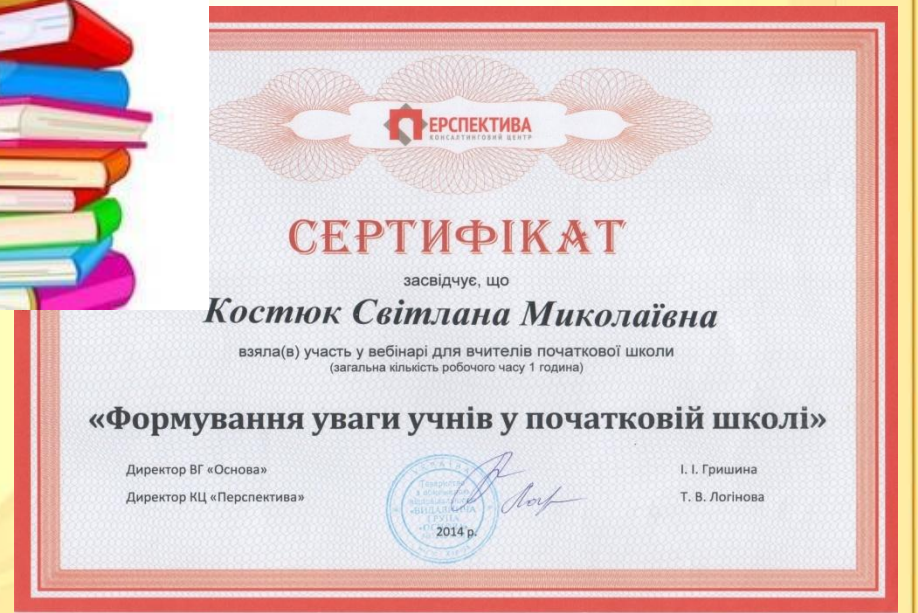 ПЕРСПЕКТИВА
КОНСАЛТИНГОВИЙ ЦЕНТР
СЕРТИФІКАТ
засвідчує, що
Костюк Світлана Миколаївна
взяла(в) участь у вебінарі для вчителів початкової школи
(загальна кількість робочого часу 1 година)
«Формування уваги учнів у початковій школі»
Директор ВГ «Основа» І. І. Гришина
Директор КЦ «Перспектива» Т. В. Логінова
2014 р.